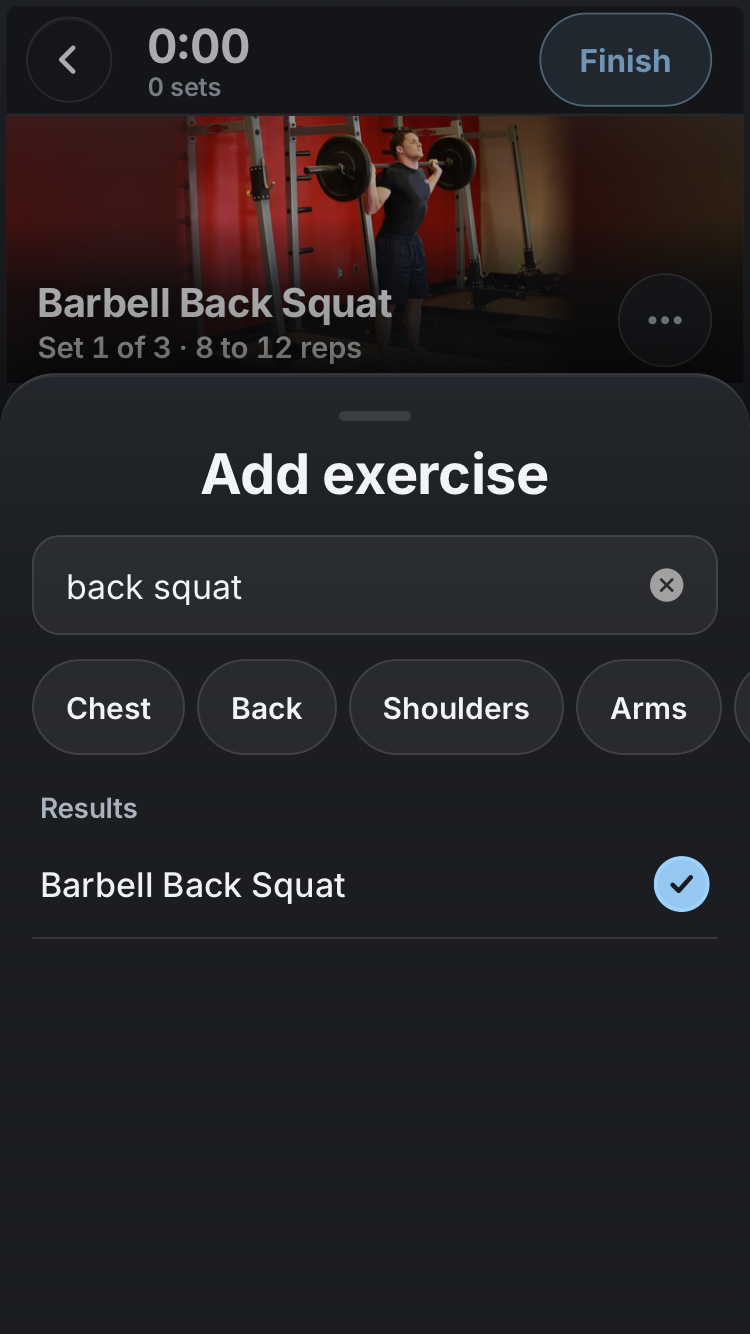 0:00
0 sets
Finish
Barbell Back Squat
Set 1 of 3 · 8 to 12 reps
Add exercise
back squat
Chest
Back
Shoulders
Arms
Results
Barbell Back Squat